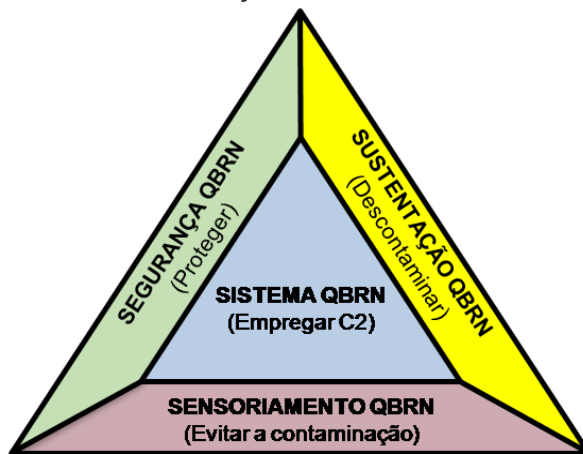 SEGURANÇA QBRN
(Proteger)
SUSTENTAÇÃO QBRN
(Descontaminar)
SISTEMA QBRN
(Empregar C2)
SENSORIAMENTO QBRN
(Evitar a contaminação)